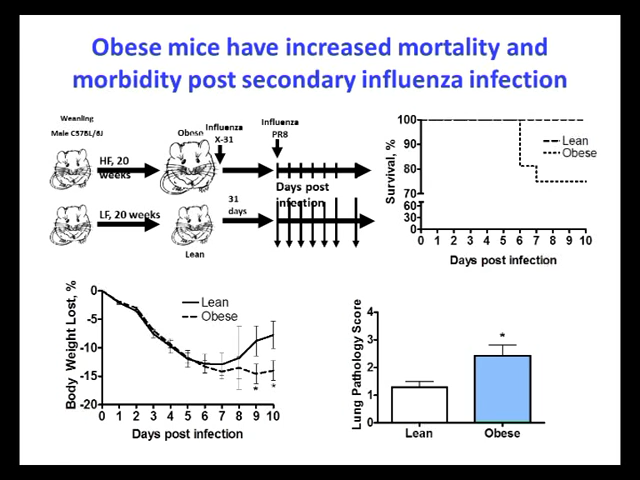 Obese mice have increased mortality and
morbidity post secondary influenza infection
Weanling
Male C57BL/6J
HF, 20
weeks
Obese
Influenza
X-31
Influenza
PR8
Days post
infection
LF, 20 weeks
Lean
31
days
Survival, %
100
90
80
70
60
30
0
Lean
Obese
0 1 2 3 4 5 6 7 8 9 10
Days post infection
Body Weight Lost, %
0
-5
-10
-15
-20
Lean
Obese
* *
0 1 2 3 4 5 6 7 8 9 10
Days post infection
Lung Pathology Score
4
3
2
1
0
*
Lean Obese